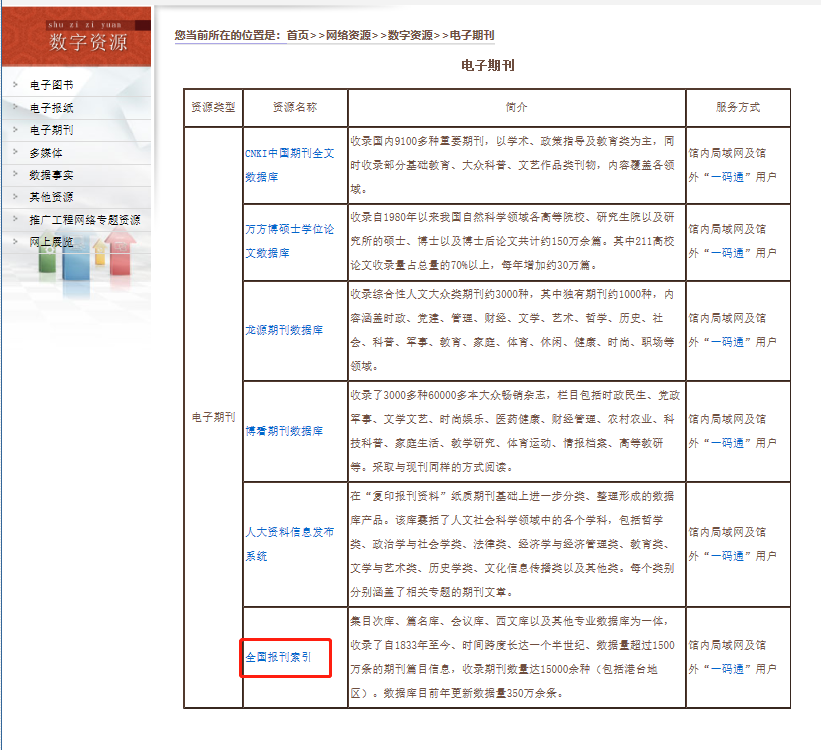 shu zi zi yuan
数字资源
电子图书
电子报纸
电子期刊
多媒体
数据事实
其他资源
推广工程网络专题资源
网上展览
您当前所在的位置是：首页>>网络资源>>数字资源>>电子期刊
电子期刊
资源类型 资源名称 简介 服务方式
电子期刊
CNKI中国期刊全文
数据库
收录国内9100多种重要期刊，以学术、政策指导及教育类为主，同
时收录部分基础教育、大众科普、文艺作品类刊物，内容覆盖各领
域。
馆内局域网及馆
外“一码通”用户
万方博硕士学位论
文数据库
收录自1980年以来我国自然科学领域各高等院校、研究生院以及研
究所的硕士、博士以及博士后论文共计约150万余篇。其中211高校
论文收录量占总量的70%以上，每年增加约30万篇。
馆内局域网及馆
外“一码通”用户
龙源期刊数据库
收录综合性人文大众类期刊约3000种，其中独有期刊约1000种，内
容涵盖时政、党建、管理、财经、文学、艺术、哲学、历史、社
会、科普、军事、教育、家庭、体育、休闲、健康、时尚、职场等
领域。
馆内局域网及馆
外“一码通”用户
博看期刊数据库
收录了3000多种60000多本大众畅销杂志，栏目包括时政民生、党政
军事、文学文艺、时尚娱乐、医药健康、财经管理、农村农业、科
技科普、家庭生活、教学研究、体育运动、情报档案、高等教研
等。采取与现刊同样的方式阅读。
馆内局域网及馆
外“一码通”用户
人大资料信息发布
系统
在“复印报刊资料”纸质期刊基础上进一步分类、整理形成的数据
库产品。该库囊括了人文社会科学领域中的各个学科，包括哲学
类、政治学与社会学类、法律类、经济学与经济管理类、教育类、
文学与艺术类、历史学类、文化信息传播类以及其他类。每个类别
分别涵盖了相关专题的期刊文章。
馆内局域网及馆
外“一码通”用户
全国报刊索引
集目次库、篇名库、会议库、西文库以及其他专业数据库为一体，
收录了自1833年至今、时间跨度长达一个半世纪、数据量超过1500
万条的期刊篇目信息，收录期刊数量达15000余种（包括港台地
区）。数据库目前年更新数据量350万余条。
馆内局域网及馆
外“一码通”用户